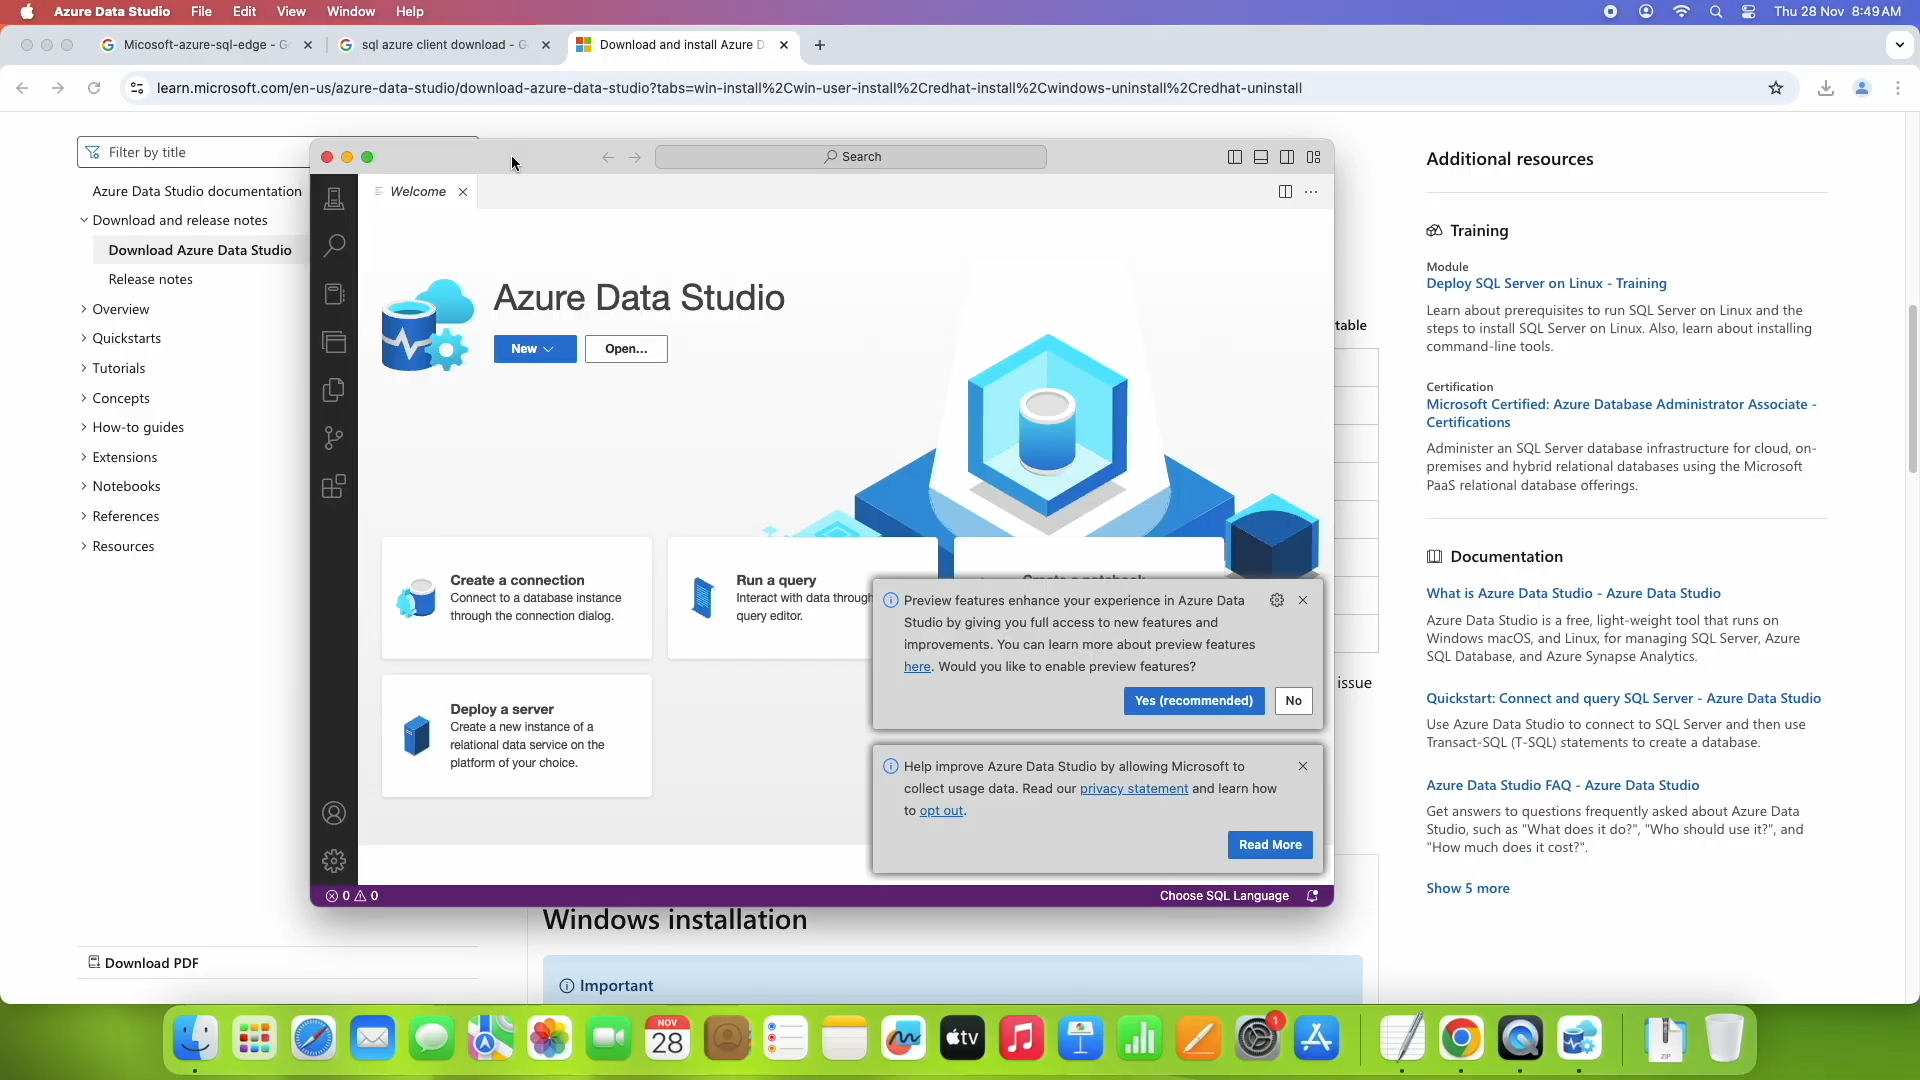 Azure Data Studio File Edit View Window Help
Thu 28 Nov 8:49 AM
Micosoft-azure-sql-edge - G
sql azure client download - G
Download and install Azure D
learn.microsoft.com/en-us/azure-data-studio/download-azure-data-studio?tabs=win-install%2Cwin-user-install%2Credhat-install%2Cwindows-uninstall%2Credhat-uninstall
Filter by title
Azure Data Studio documentation
Download and release notes
Download Azure Data Studio
Release notes
Overview
Quickstarts
Tutorials
Concepts
How-to guides
Extensions
Notebooks
References
Resources
Download PDF
Search
Welcome
Azure Data Studio
New
Open...
Create a connection
Connect to a database instance
through the connection dialog.
Run a query
Interact with data through
query editor.
Deploy a server
Create a new instance of a
relational data service on the
platform of your choice.
Preview features enhance your experience in Azure Data
Studio by giving you full access to new features and
improvements. You can learn more about preview features
here. Would you like to enable preview features?
Yes (recommended)
No
Help improve Azure Data Studio by allowing Microsoft to
collect usage data. Read our privacy statement and learn how
to opt out.
Read More
0 0
Choose SQL Language
table
issue
Windows installation
Important
Additional resources
Training
Module
Deploy SQL Server on Linux - Training
Learn about prerequisites to run SQL Server on Linux and the
steps to install SQL Server on Linux. Also, learn about installing
command-line tools.
Certification
Microsoft Certified: Azure Database Administrator Associate -
Certifications
Administer an SQL Server database infrastructure for cloud, on-
premises and hybrid relational databases using the Microsoft
PaaS relational database offerings.
Documentation
What is Azure Data Studio - Azure Data Studio
Azure Data Studio is a free, light-weight tool that runs on
Windows macOS, and Linux, for managing SQL Server, Azure
SQL Database, and Azure Synapse Analytics.
Quickstart: Connect and query SQL Server - Azure Data Studio
Use Azure Data Studio to connect to SQL Server and then use
Transact-SQL (T-SQL) statements to create a database.
Azure Data Studio FAQ - Azure Data Studio
Get answers to questions frequently asked about Azure Data
Studio, such as "What does it do?", "Who should use it?", and
"How much does it cost?".
Show 5 more
NOV
28
tv
1
ZIP